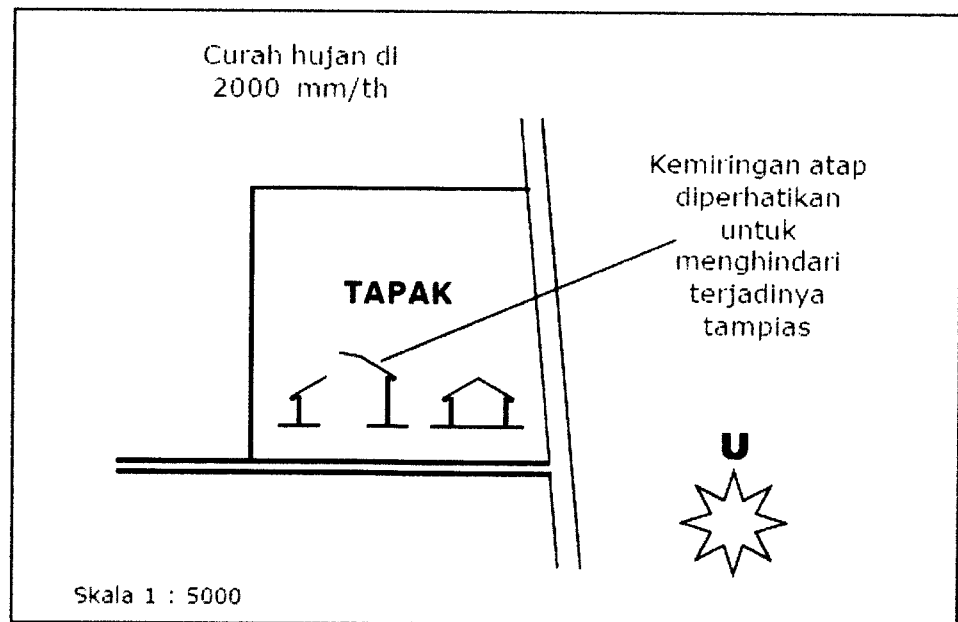 Curah hujan di
2000 mm/th
Kemiringan atap
diperhatikan
untuk
menghindari
terjadinya
tampias
TAPAK
U
Skala 1 : 5000